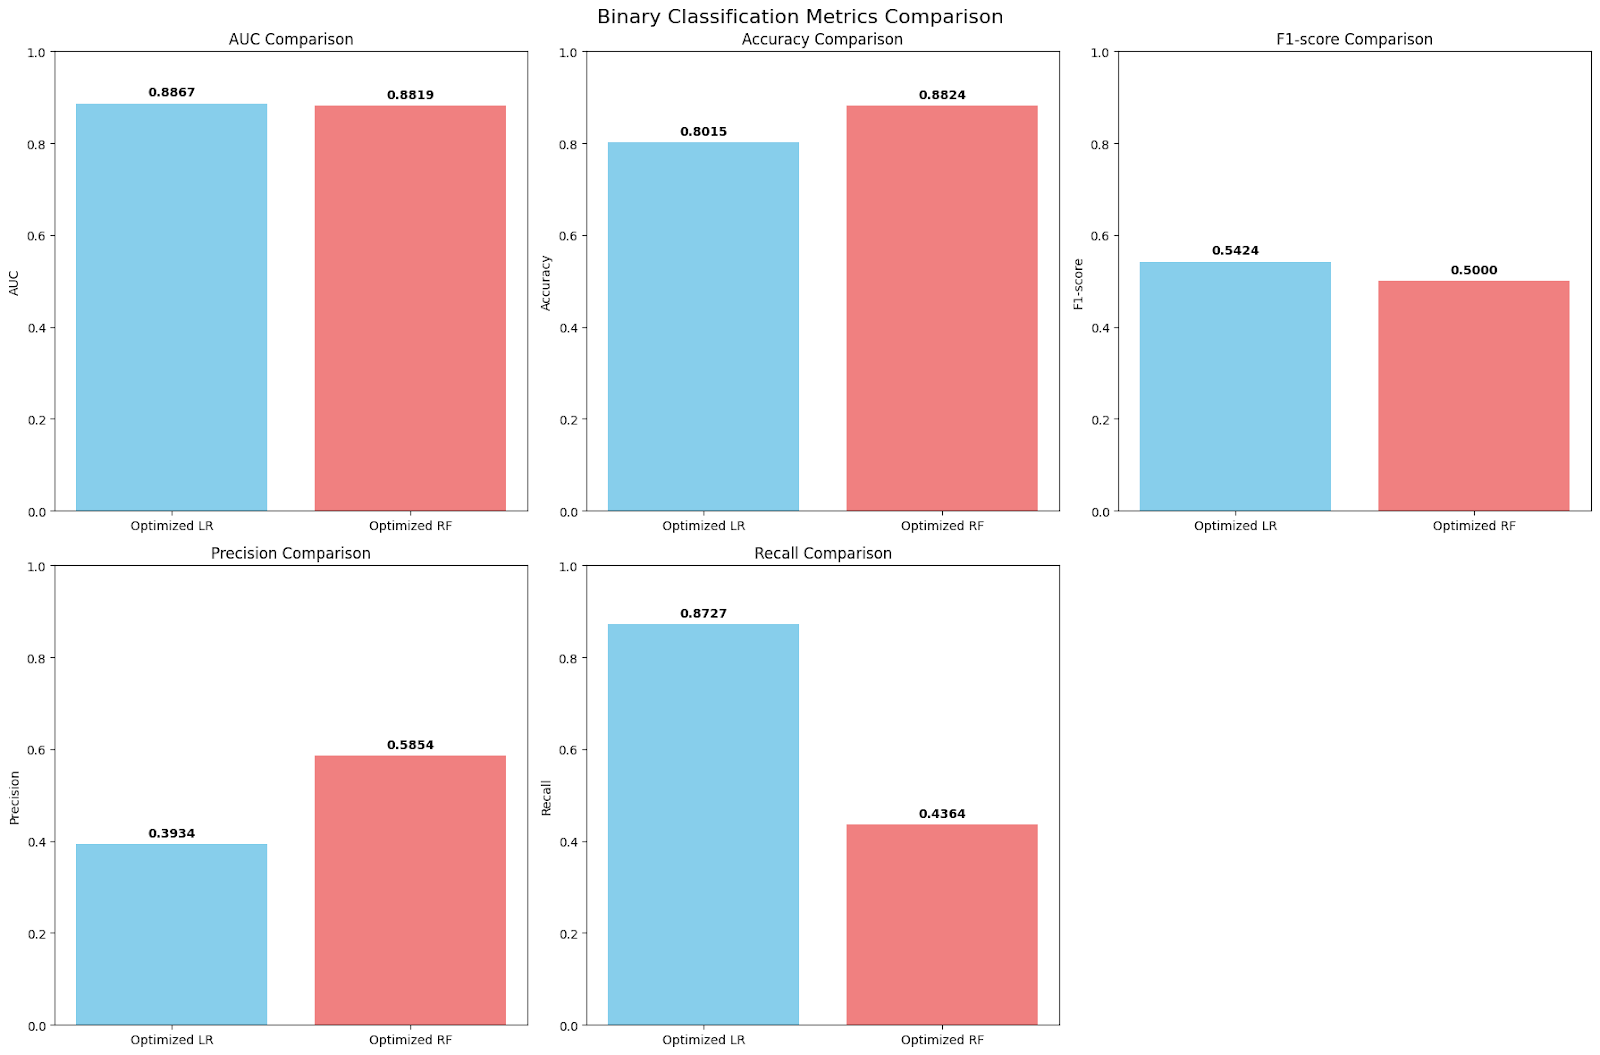 Binary Classification Metrics Comparison
AUC Comparison
1.0
0.8
0.6
0.4
0.2
0.0
AUC
0.8867
0.8819
Optimized LR
Optimized RF
Accuracy Comparison
1.0
0.8
0.6
0.4
0.2
0.0
Accuracy
0.8015
0.8824
Optimized LR
Optimized RF
F1-score Comparison
1.0
0.8
0.6
0.4
0.2
0.0
F1-score
0.5424
0.5000
Optimized LR
Optimized RF
Precision Comparison
1.0
0.8
0.6
0.4
0.2
0.0
Precision
0.3934
0.5854
Optimized LR
Optimized RF
Recall Comparison
1.0
0.8
0.6
0.4
0.2
0.0
Recall
0.8727
0.4364
Optimized LR
Optimized RF